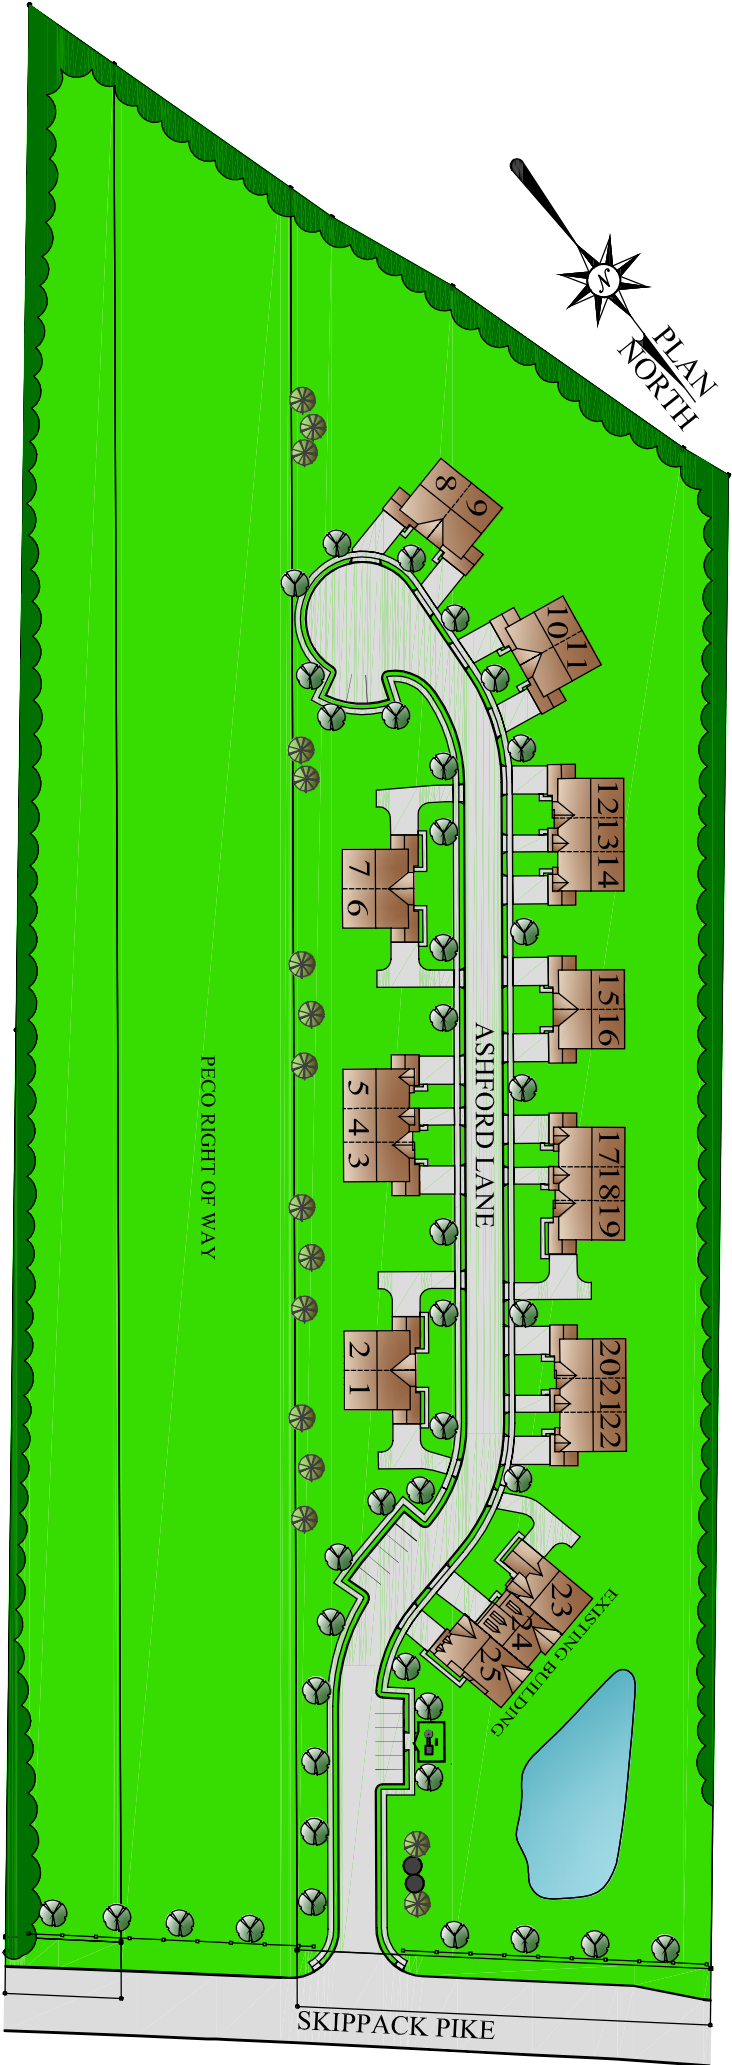 N
PLAN
NORTH
8
9
10
11
12 13 14
7 6
15 16
ASHFORD LANE
5 4 3
PECO RIGHT OF WAY
17 18 19
2 1
20 21 22
23
24
25
EXISTING BUILDING
SKIPPACK PIKE